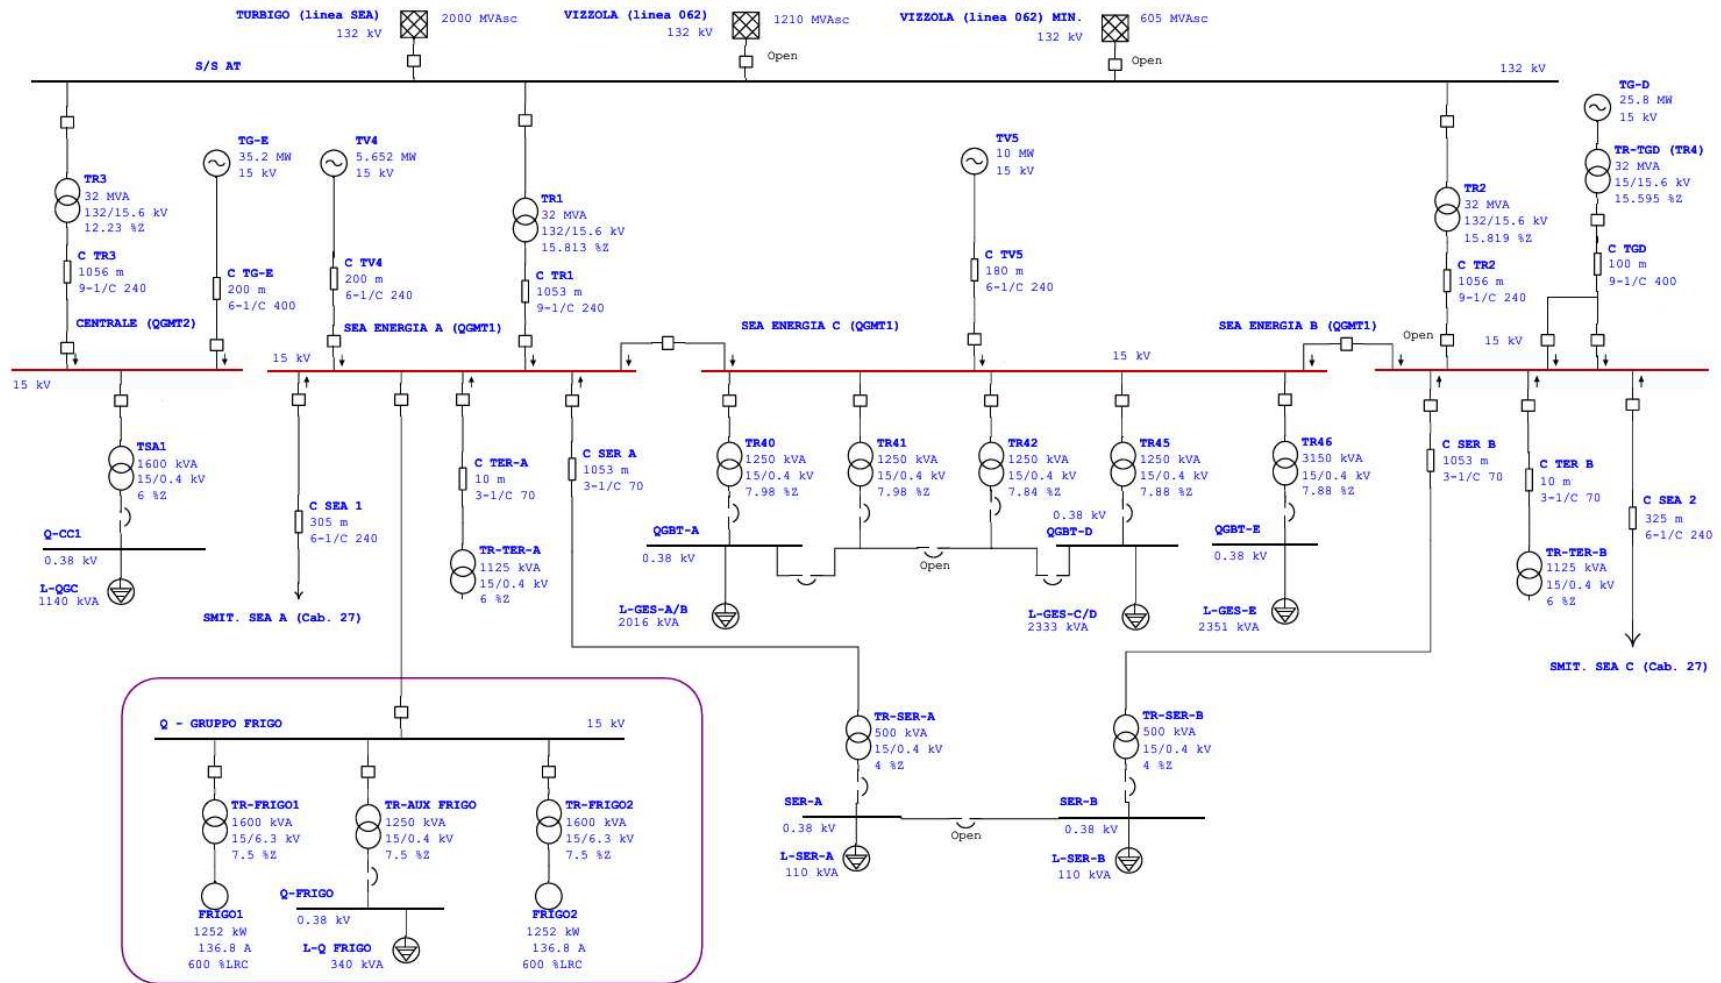 TURBIGO (linea SEA)
132 kV
2000 MVAsc
VIZZOLA (linea 062)
132 kV
1210 MVAsc
Open
VIZZOLA (linea 062) MIN.
132 kV
605 MVAsc
Open
S/S AT
132 kV
TR3
32 MVA
132/15.6 kV
12.23 %Z
TG-E
35.2 MW
15 kV
TV4
5.652 MW
15 kV
TR1
32 MVA
132/15.6 kV
15.813 %Z
TV5
10 MW
15 kV
TR2
32 MVA
132/15.6 kV
15.819 %Z
TG-D
25.8 MW
15 kV
TR-TGD (TR4)
32 MVA
15/15.6 kV
15.595 %Z
C TR3
1056 m
9-1/C 240
C TG-E
200 m
6-1/C 400
C TV4
200 m
6-1/C 240
C TR1
1053 m
9-1/C 240
C TV5
180 m
6-1/C 240
C TR2
1056 m
9-1/C 240
C TGD
100 m
9-1/C 400
CENTRALE (QGMT2)
15 kV
SEA ENERGIA A (QGMT1)
15 kV
SEA ENERGIA C (QGMT1)
15 kV
SEA ENERGIA B (QGMT1)
Open
15 kV
TSA1
1600 kVA
15/0.4 kV
6 %Z
Q-CC1
0.38 kV
L-QGC
1140 kVA
C SEA 1
305 m
6-1/C 240
SMIT. SEA A (Cab. 27)
C TER-A
10 m
3-1/C 70
TR-TER-A
1125 kVA
15/0.4 kV
6 %Z
C SER A
1053 m
3-1/C 70
TR40
1250 kVA
15/0.4 kV
7.98 %Z
TR41
1250 kVA
15/0.4 kV
7.98 %Z
TR42
1250 kVA
15/0.4 kV
7.84 %Z
TR45
1250 kVA
15/0.4 kV
7.88 %Z
TR46
3150 kVA
15/0.4 kV
7.88 %Z
QGBT-A
0.38 kV
Open
0.38 kV
QGBT-D
QGBT-E
0.38 kV
L-GES-A/B
2016 kVA
L-GES-C/D
2333 kVA
L-GES-E
2351 kVA
C SER B
1053 m
3-1/C 70
C TER B
10 m
3-1/C 70
TR-TER-B
1125 kVA
15/0.4 kV
6 %Z
C SEA 2
325 m
6-1/C 240
SMIT. SEA C (Cab. 27)
Q - GRUPPO FRIGO
15 kV
TR-FRIGO1
1600 kVA
15/6.3 kV
7.5 %Z
TR-AUX FRIGO
1250 kVA
15/0.4 kV
7.5 %Z
TR-FRIGO2
1600 kVA
15/6.3 kV
7.5 %Z
FRIGO1
1252 kW
136.8 A
600 %LRC
Q-FRIGO
0.38 kV
L-Q FRIGO
340 kVA
FRIGO2
1252 kW
136.8 A
600 %LRC
TR-SER-A
500 kVA
15/0.4 kV
4 %Z
TR-SER-B
500 kVA
15/0.4 kV
4 %Z
SER-A
0.38 kV
Open
SER-B
0.38 kV
L-SER-A
110 kVA
L-SER-B
110 kVA